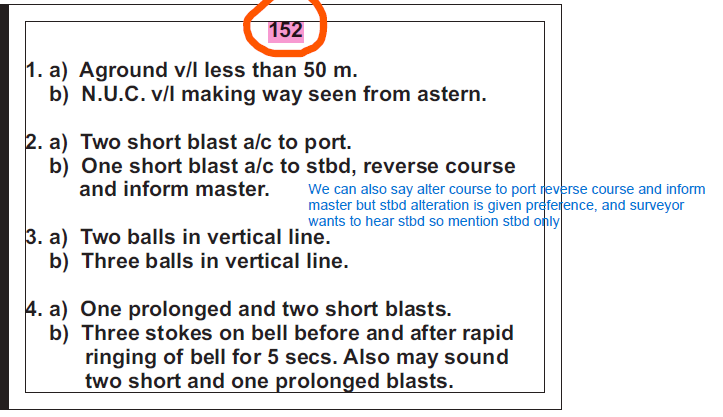 152
1. a) Aground v/l less than 50 m.
b) N.U.C. v/l making way seen from astern.
2. a) Two short blast a/c to port.
b) One short blast a/c to stbd, reverse course
and inform master.
We can also say alter course to port reverse course and inform
master but stbd alteration is given preference, and surveyor
wants to hear stbd so mention stbd only
3. a) Two balls in vertical line.
b) Three balls in vertical line.
4. a) One prolonged and two short blasts.
b) Three stokes on bell before and after rapid
ringing of bell for 5 secs. Also may sound
two short and one prolonged blasts.